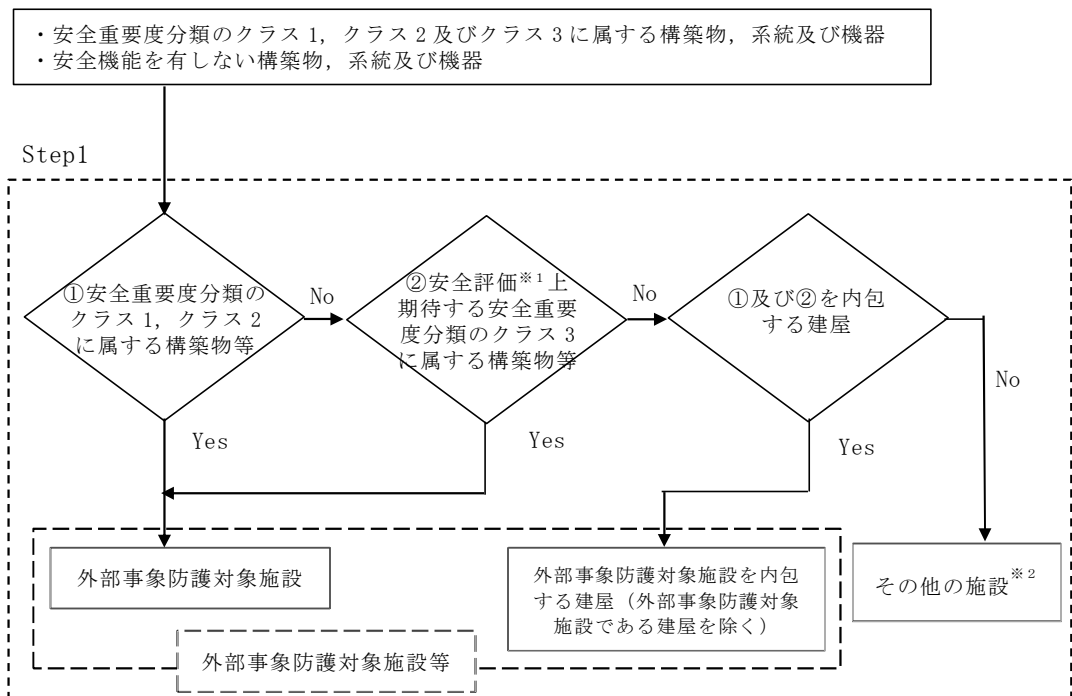 ・安全重要度分類のクラス1，クラス2及びクラス3に属する構築物，系統及び機器
・安全機能を有しない構築物，系統及び機器
Step1
①安全重要度分類の
クラス1，クラス2
に属する構築物等
No
②安全評価※1上
期待する安全重要
度分類のクラス3
に属する構築物等
No
①及び②を内包
する建屋
No
Yes
Yes
Yes
外部事象防護対象施設
外部事象防護対象施設を内包
する建屋（外部事象防護対象
施設である建屋を除く）
その他の施設※2
外部事象防護対象施設等